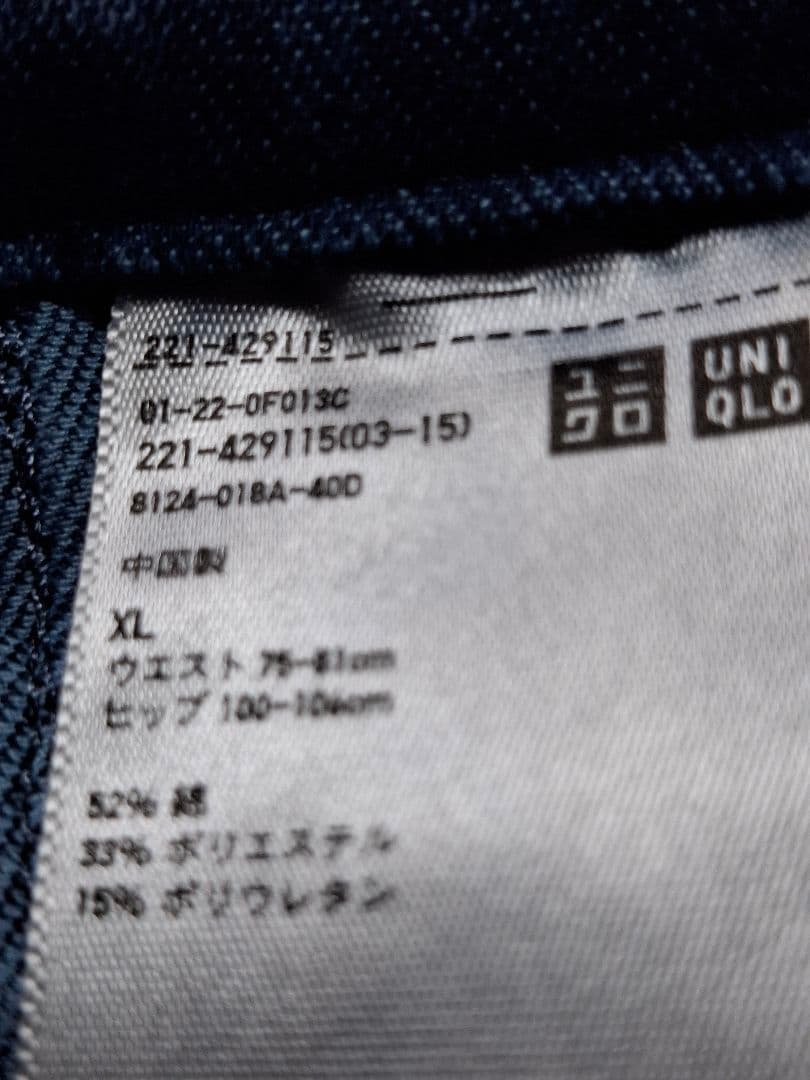 221-429115
ユニ
クロ
UNI
QLO
01-22-0F013C
221-429115(03-15)
8124-018A-40D
中国製
XL
ウエスト 75-81cm
ヒップ 100-106cm
52% 綿
33% ポリエステル
15% ポリウレタン